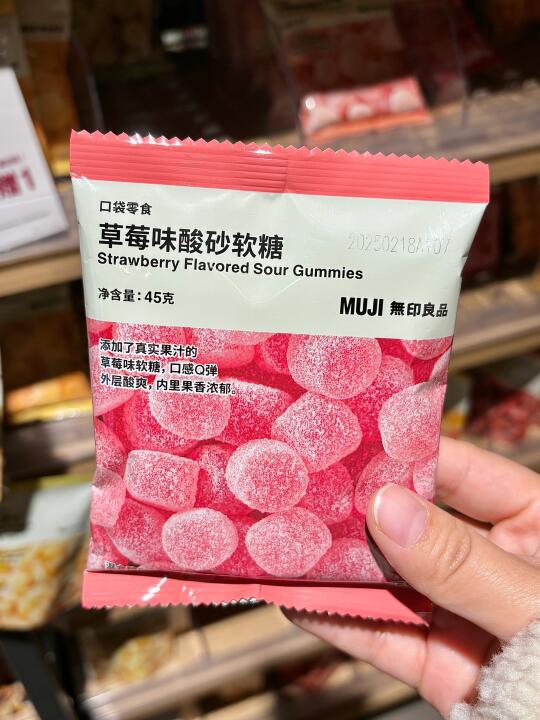 口袋零食
草莓味酸砂软糖
20250218A107
Strawberry Flavored Sour Gummies
净含量：45克
MUJI 無印良品
添加了真实果汁的
草莓味软糖，口感Q弹
外层酸爽，内里果香浓郁。